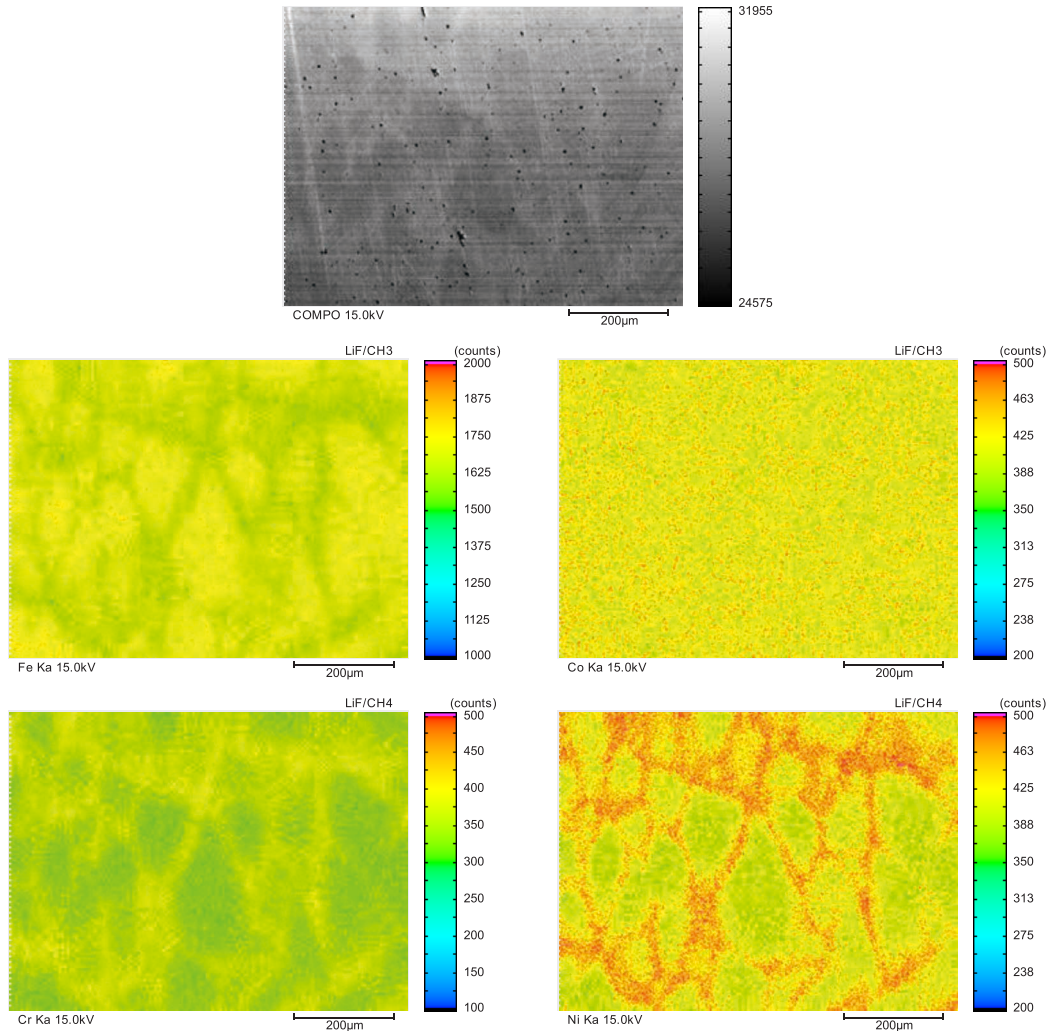 31955
24575
COMPO 15.0kV
200µm
LiF/CH3
(counts)
2000
1875
1750
1625
1500
1375
1250
1125
1000
Fe Ka 15.0kV
200µm
LiF/CH3
(counts)
500
463
425
388
350
313
275
238
200
Co Ka 15.0kV
200µm
LiF/CH4
(counts)
500
450
400
350
300
250
200
150
100
Cr Ka 15.0kV
200µm
LiF/CH4
(counts)
500
463
425
388
350
313
275
238
200
Ni Ka 15.0kV
200µm